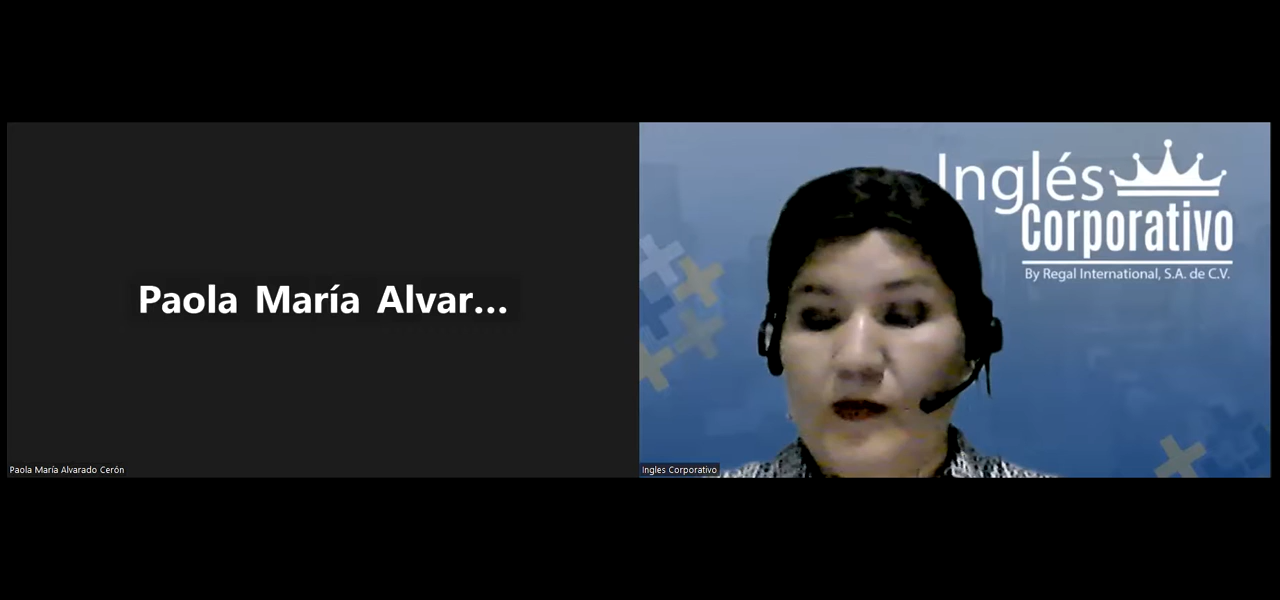 Paola María Alvar...
Paola María Alvarado Cerón
Inglés
Corporativo
By Regal International, S.A. de C.V.
Ingles Corporativo